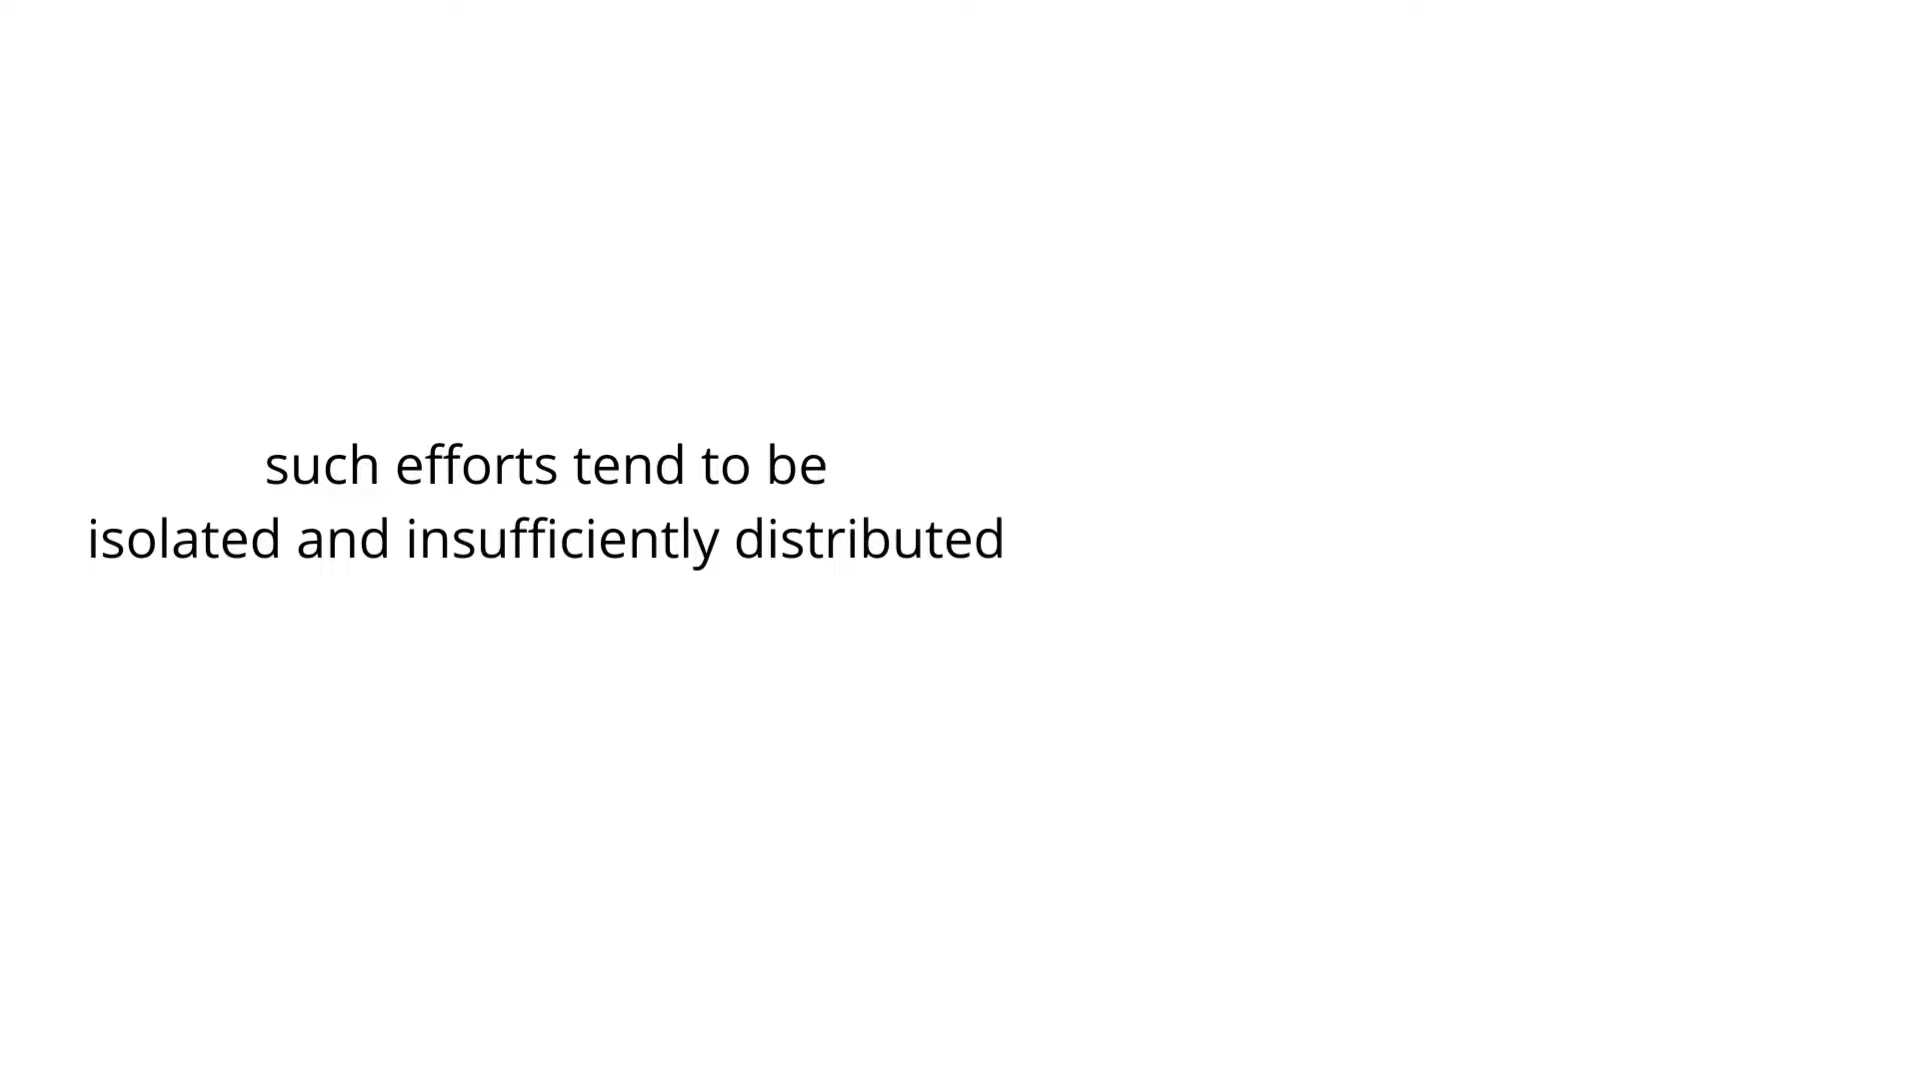 such efforts tend to be
isolated and insufficiently distributed